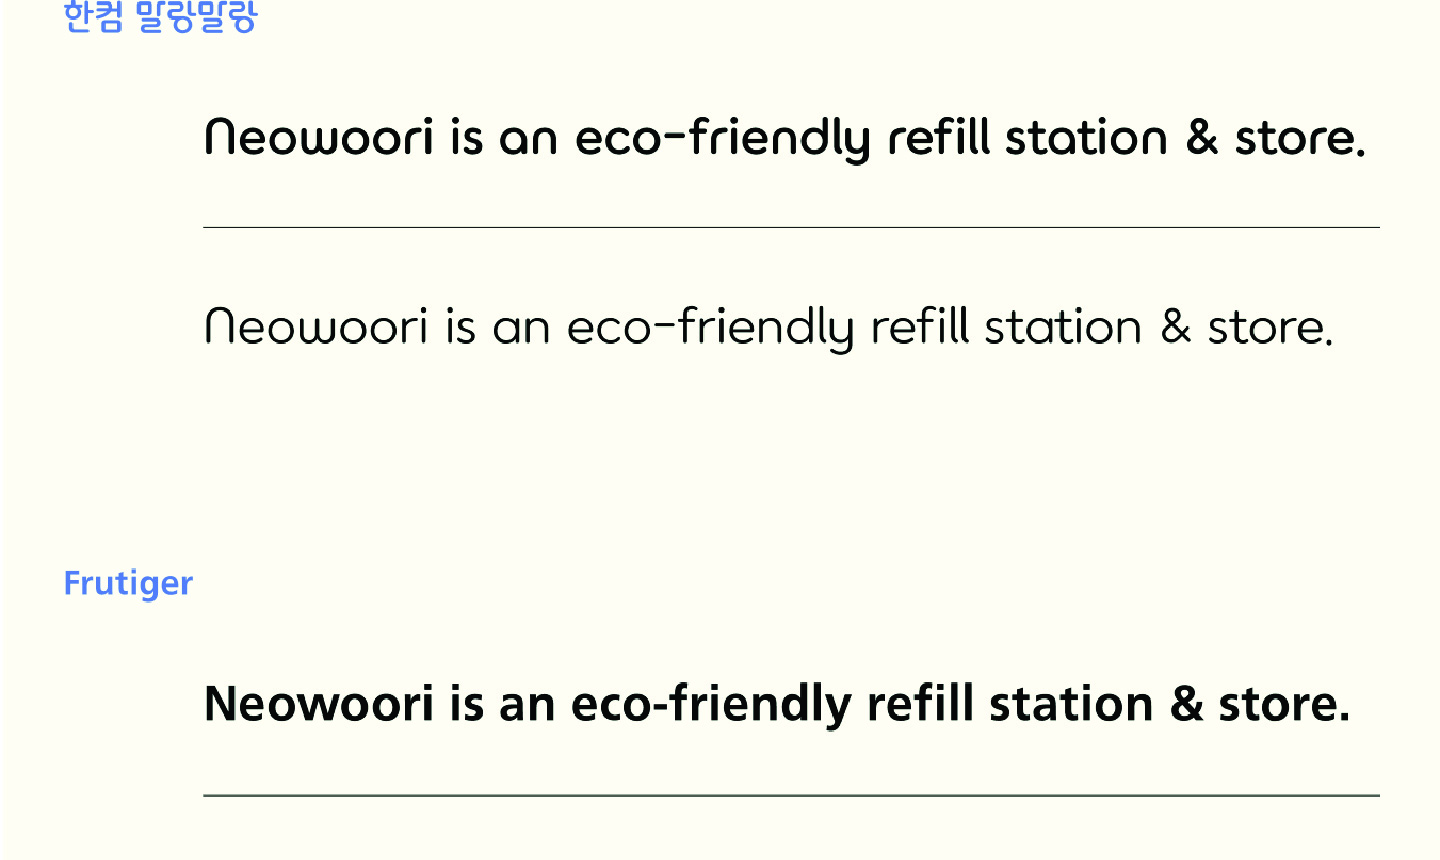 한컴 말랑말랑
Neowoori is an eco-friendly refill station & store.
Neowoori is an eco-friendly refill station & store.
Frutiger
Neowoori is an eco-friendly refill station & store.